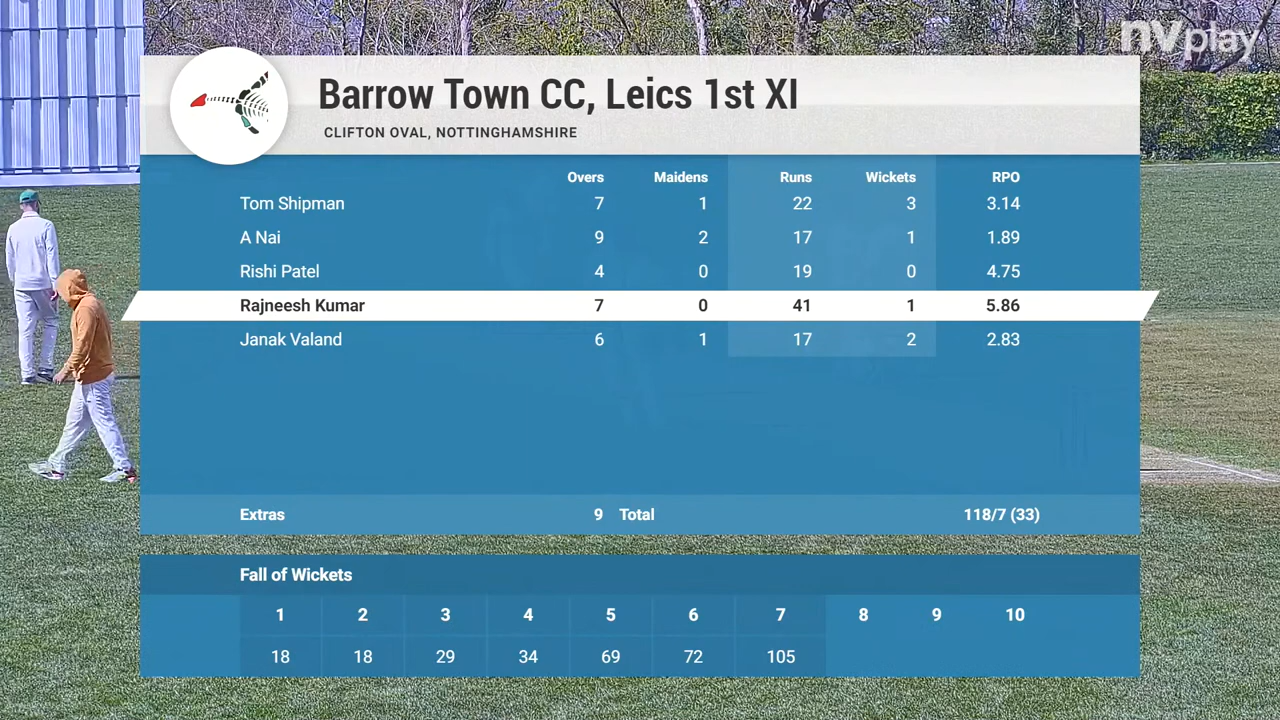 nvplay
Barrow Town CC, Leics 1st XI
CLIFTON OVAL, NOTTINGHAMSHIRE
Overs Maidens Runs Wickets RPO
Tom Shipman 7 1 22 3 3.14
A Nai 9 2 17 1 1.89
Rishi Patel 4 0 19 0 4.75
Rajneesh Kumar 7 0 41 1 5.86
Janak Valand 6 1 17 2 2.83
Extras 9 Total 118/7 (33)
Fall of Wickets
1 2 3 4 5 6 7 8 9 10
18 18 29 34 69 72 105